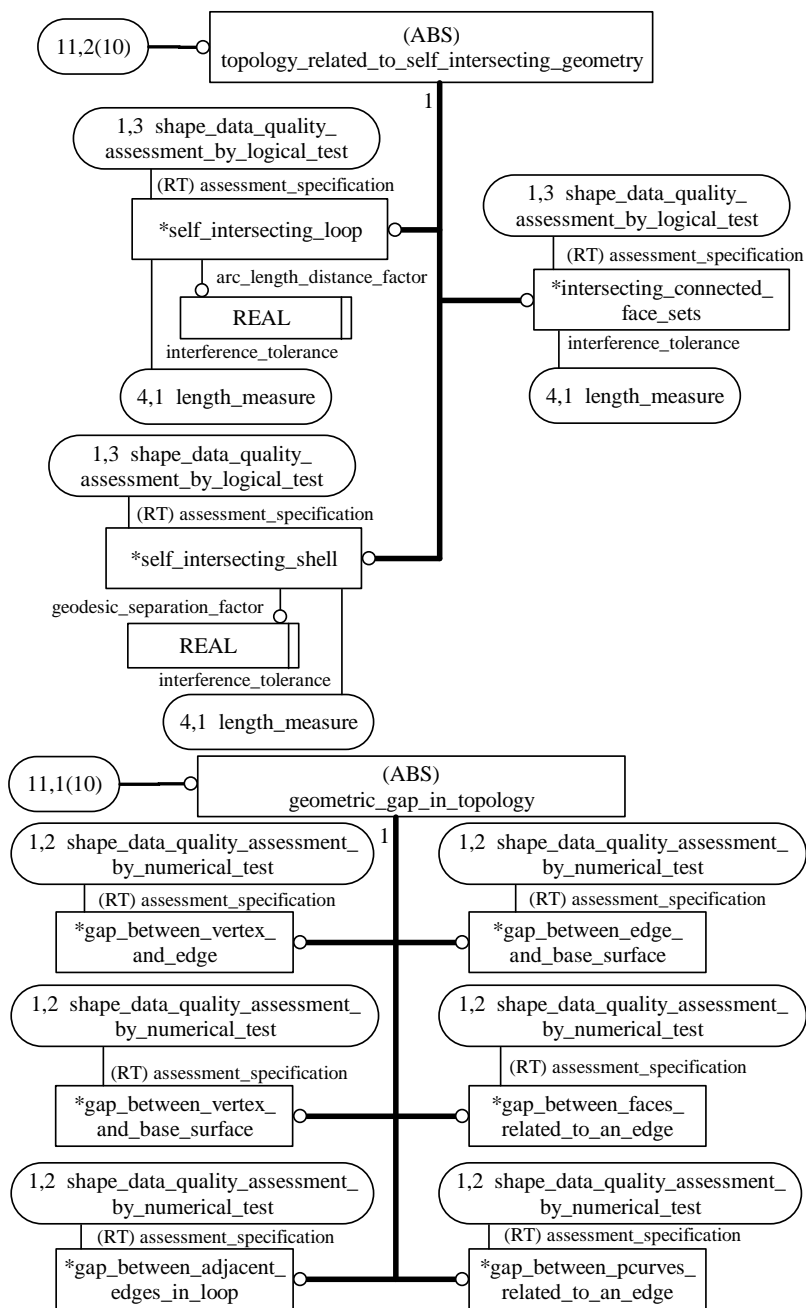 11,2(10)
(ABS)
topology_related_to_self_intersecting_geometry
1
1,3 shape_data_quality_
assessment_by_logical_test
(RT) assessment_specification
*self_intersecting_loop
arc_length_distance_factor
REAL
interference_tolerance
4,1 length_measure
1,3 shape_data_quality_
assessment_by_logical_test
(RT) assessment_specification
*intersecting_connected_
face_sets
interference_tolerance
4,1 length_measure
1,3 shape_data_quality_
assessment_by_logical_test
(RT) assessment_specification
*self_intersecting_shell
geodesic_separation_factor
REAL
interference_tolerance
4,1 length_measure
11,1(10)
(ABS)
geometric_gap_in_topology
1
1,2 shape_data_quality_assessment_
by_numerical_test
(RT) assessment_specification
*gap_between_vertex_
and_edge
1,2 shape_data_quality_assessment_
by_numerical_test
(RT) assessment_specification
*gap_between_edge_
and_base_surface
1,2 shape_data_quality_assessment_
by_numerical_test
(RT) assessment_specification
*gap_between_vertex_
and_base_surface
1,2 shape_data_quality_assessment_
by_numerical_test
(RT) assessment_specification
*gap_between_faces_
related_to_an_edge
1,2 shape_data_quality_assessment_
by_numerical_test
(RT) assessment_specification
*gap_between_adjacent_
edges_in_loop
1,2 shape_data_quality_assessment_
by_numerical_test
(RT) assessment_specification
*gap_between_pcurves_
related_to_an_edge